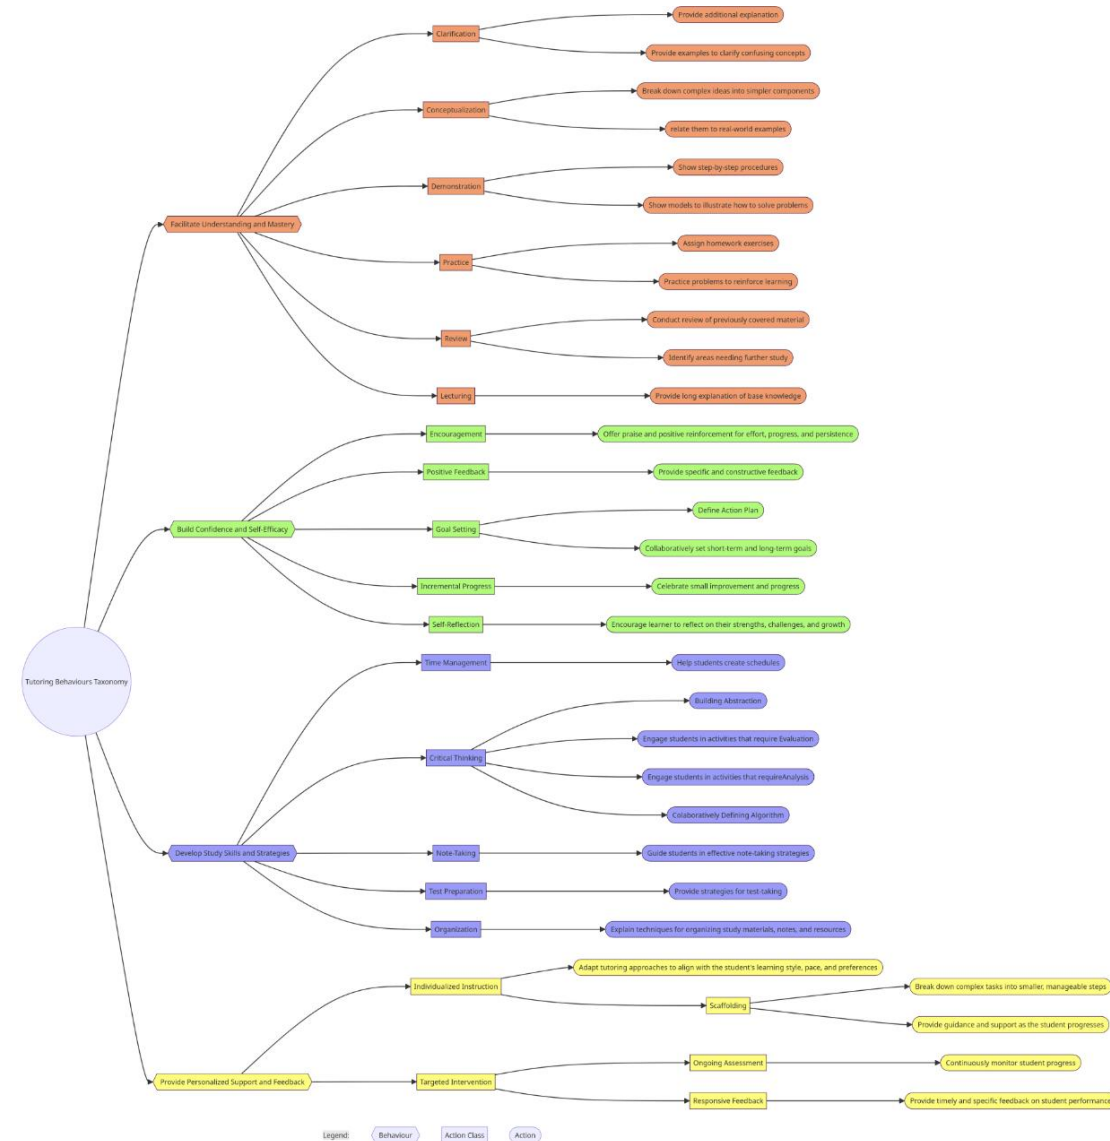 Tutoring Behaviours Taxonomy
Facilitate Understanding and Mastery
Clarification
Provide additional explanation
Provide examples to clarify confusing concepts
Conceptualization
Break down complex ideas into simpler components
relate them to real-world examples
Demonstration
Show step-by-step procedures
Show models to illustrate how to solve problems
Practice
Assign homework exercises
Practice problems to reinforce learning
Review
Conduct review of previously covered material
Identify areas needing further study
Lecturing
Provide long explanation of base knowledge
Build Confidence and Self-Efficacy
Encouragement
Offer praise and positive reinforcement for effort, progress, and persistence
Positive Feedback
Provide specific and constructive feedback
Goal Setting
Define Action Plan
Collaboratively set short-term and long-term goals
Incremental Progress
Celebrate small improvement and progress
Self-Reflection
Encourage learner to reflect on their strengths, challenges, and growth
Develop Study Skills and Strategies
Time Management
Help students create schedules
Critical Thinking
Building Abstraction
Engage students in activities that require Evaluation
Engage students in activities that requireAnalysis
Colaboratively Defining Algorithm
Note-Taking
Guide students in effective note-taking strategies
Test Preparation
Provide strategies for test-taking
Organization
Explain techniques for organizing study materials, notes, and resources
Provide Personalized Support and Feedback
Individualized Instruction
Adapt tutoring approaches to align with the student's learning style, pace, and preferences
Scaffolding
Break down complex tasks into smaller, manageable steps
Provide guidance and support as the student progresses
Targeted Intervention
Ongoing Assessment
Continuously monitor student progress
Responsive Feedback
Provide timely and specific feedback on student performance
Legend:
Behaviour
Action Class
Action